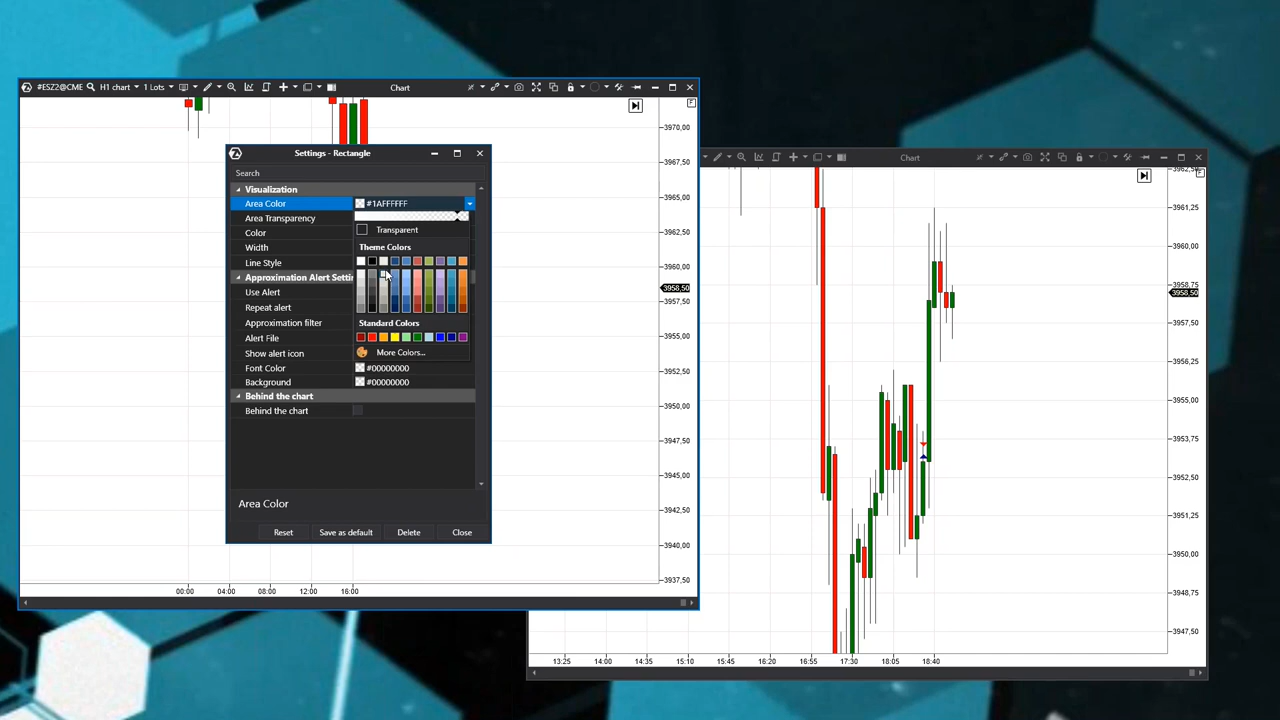 #ESZ2@CME H1 chart 1 Lots Chart
F
3970,00
3967,50
3965,00
3962,50
3960,00
3958,50
3957,50
3955,00
3952,50
3950,00
3947,50
3945,00
3942,50
3940,00
3937,50
00:00 04:00 08:00 12:00 16:00
Settings - Rectangle
Search
Visualization
Area Color #1AFFFFFF
Area Transparency
Transparent
Color
Theme Colors
Width
Line Style
Approximation Alert Setti
Use Alert
Repeat alert
Approximation filter
Standard Colors
Alert File
Show alert icon
More Colors...
Font Color #00000000
Background #00000000
Behind the chart
Behind the chart
Area Color
Reset Save as default Delete Close
Chart
F
3962,50
3961,25
3960,00
3958,75
3958,50
3957,50
3956,25
3955,00
3953,75
3952,50
3951,25
3950,00
3948,75
3947,50
13:25 14:00 14:35 15:10 15:45 16:20 16:55 17:30 18:05 18:40